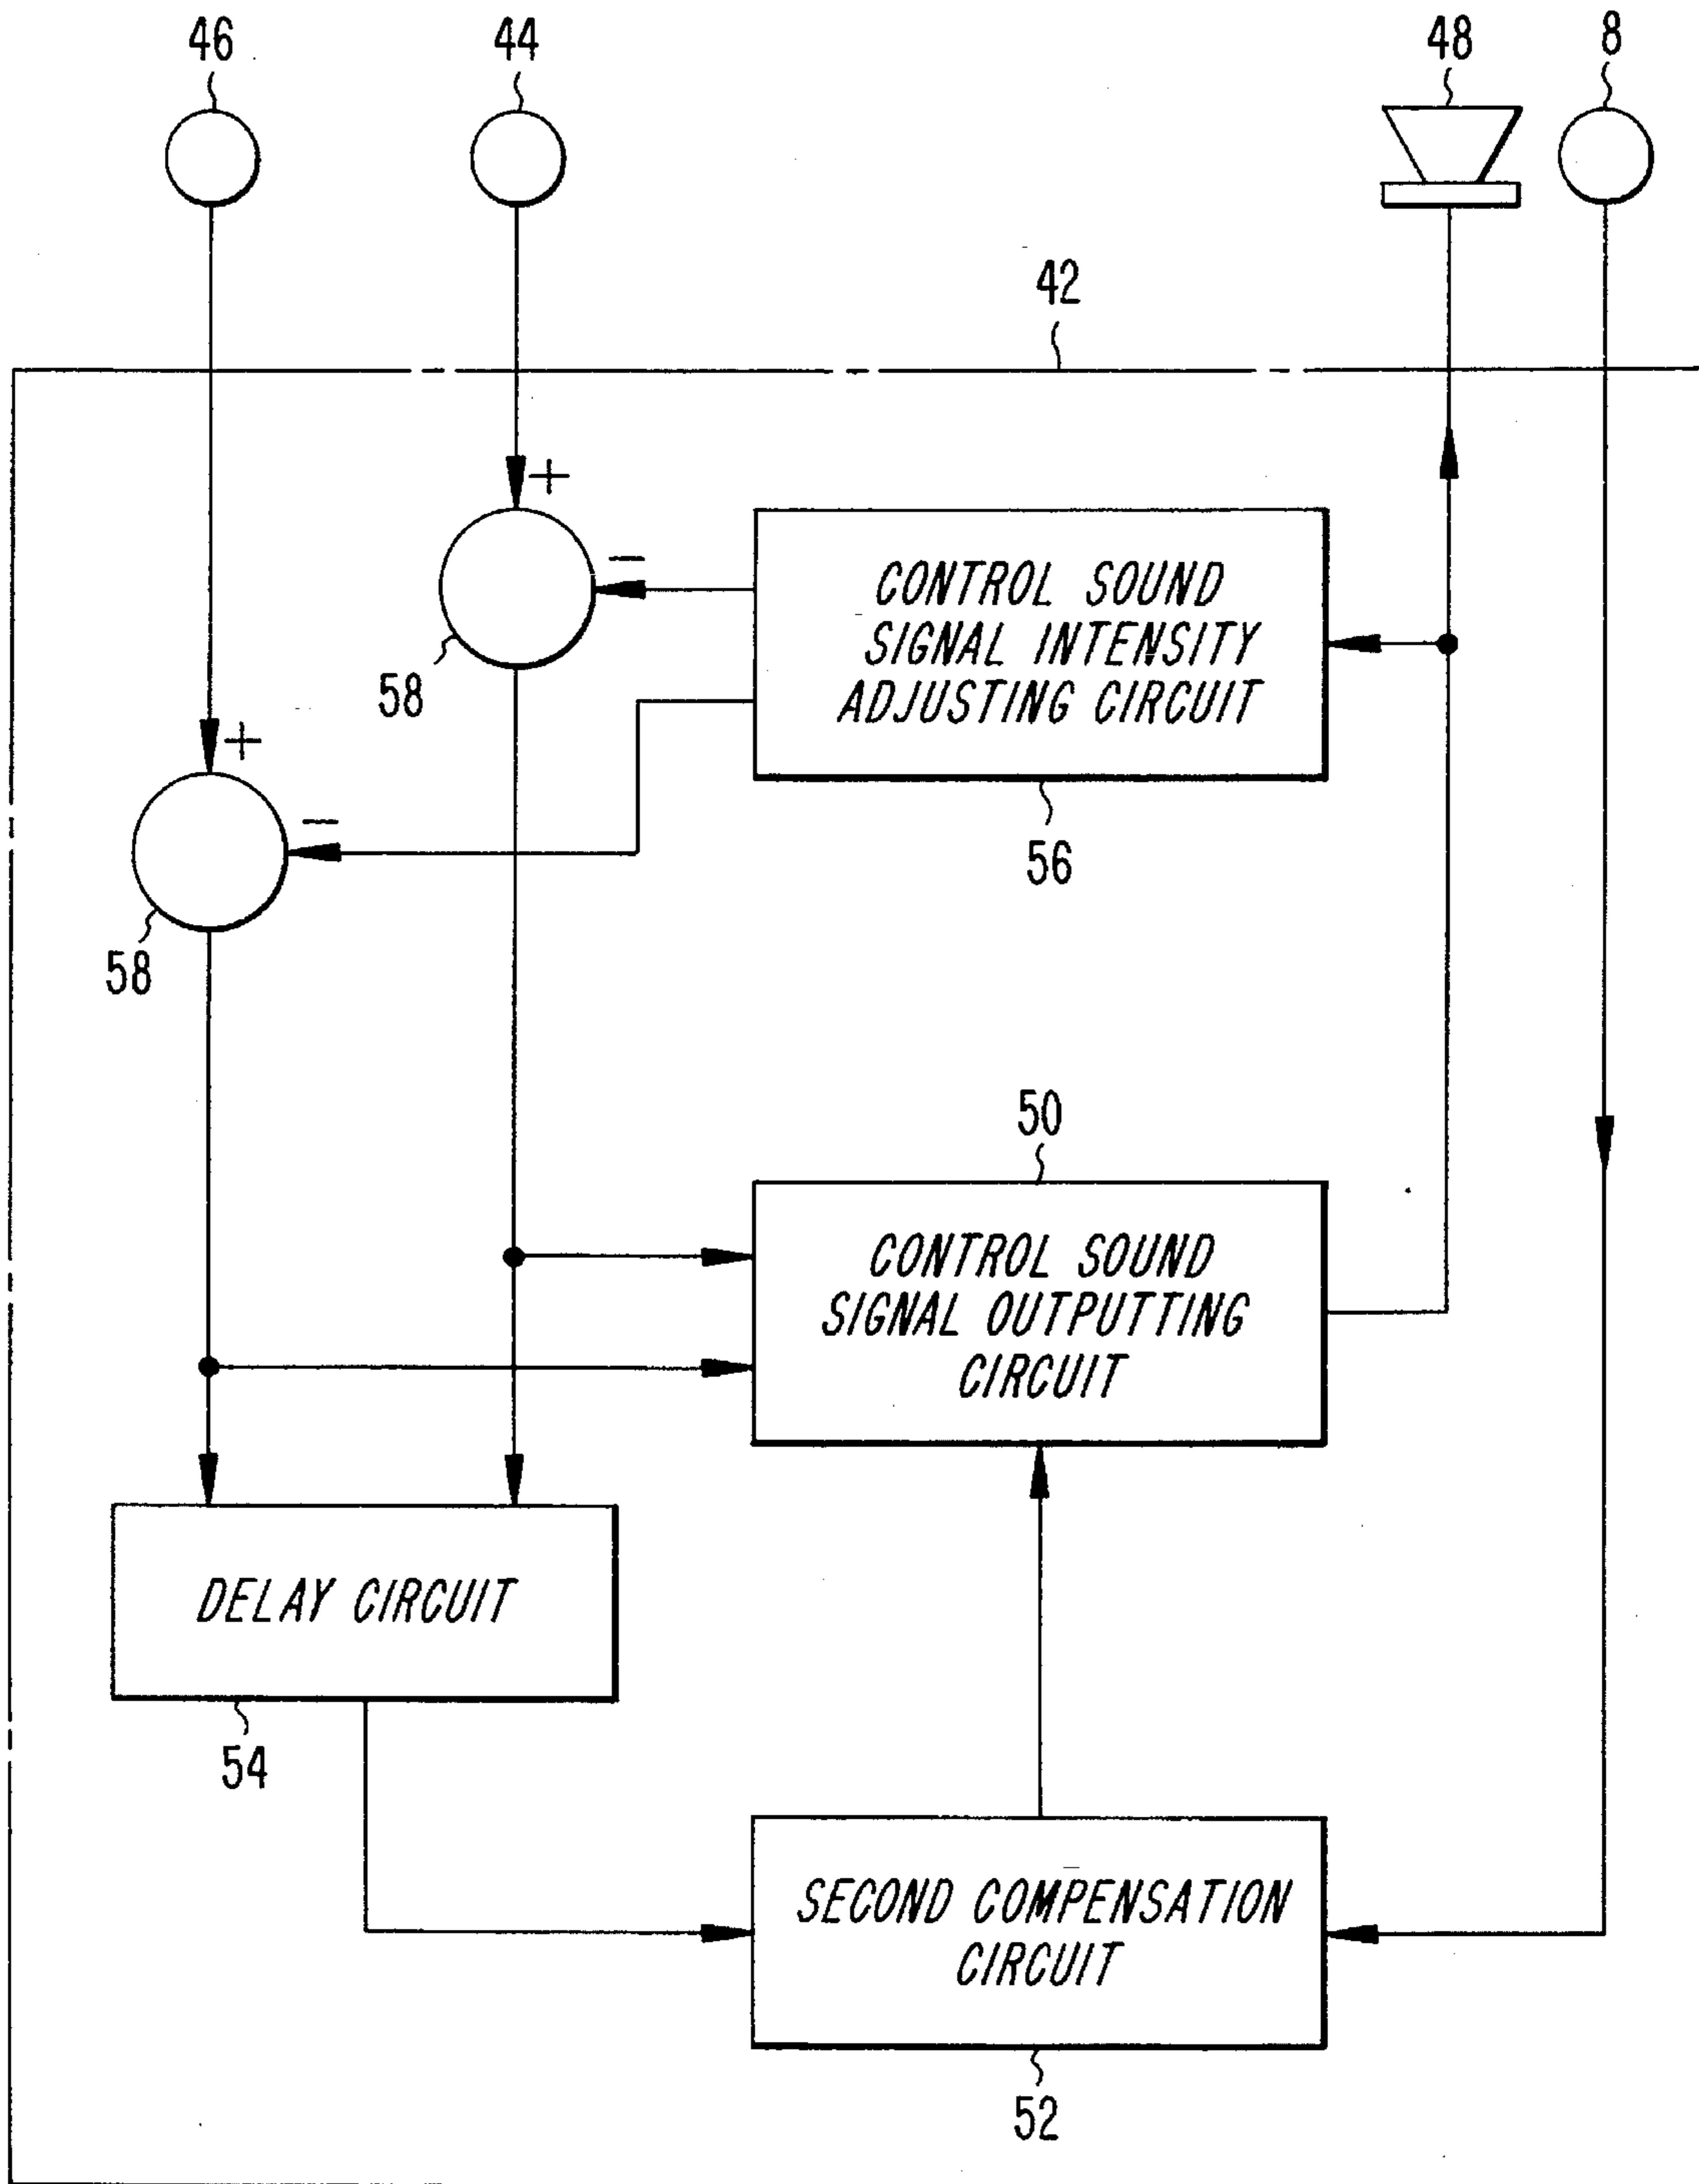 46
44
48
8
42
+
−
CONTROL SOUND
SIGNAL INTENSITY
ADJUSTING CIRCUIT
58
56
+
−
58
50
CONTROL SOUND
SIGNAL OUTPUTTING
CIRCUIT
DELAY CIRCUIT
54
SECOND COMPENSATION
CIRCUIT
52